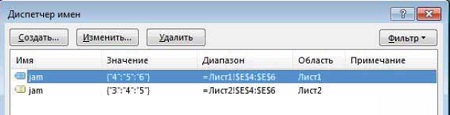 Диспетчер имен
Создать... Изменить... Удалить Фильтр
Имя Значение Диапазон Область Примечание
jam {"4":"5":"6"} =Лист1!$E$4:$E$6 Лист1
jam {"3":"4":"5"} =Лист2!$E$4:$E$6 Лист2